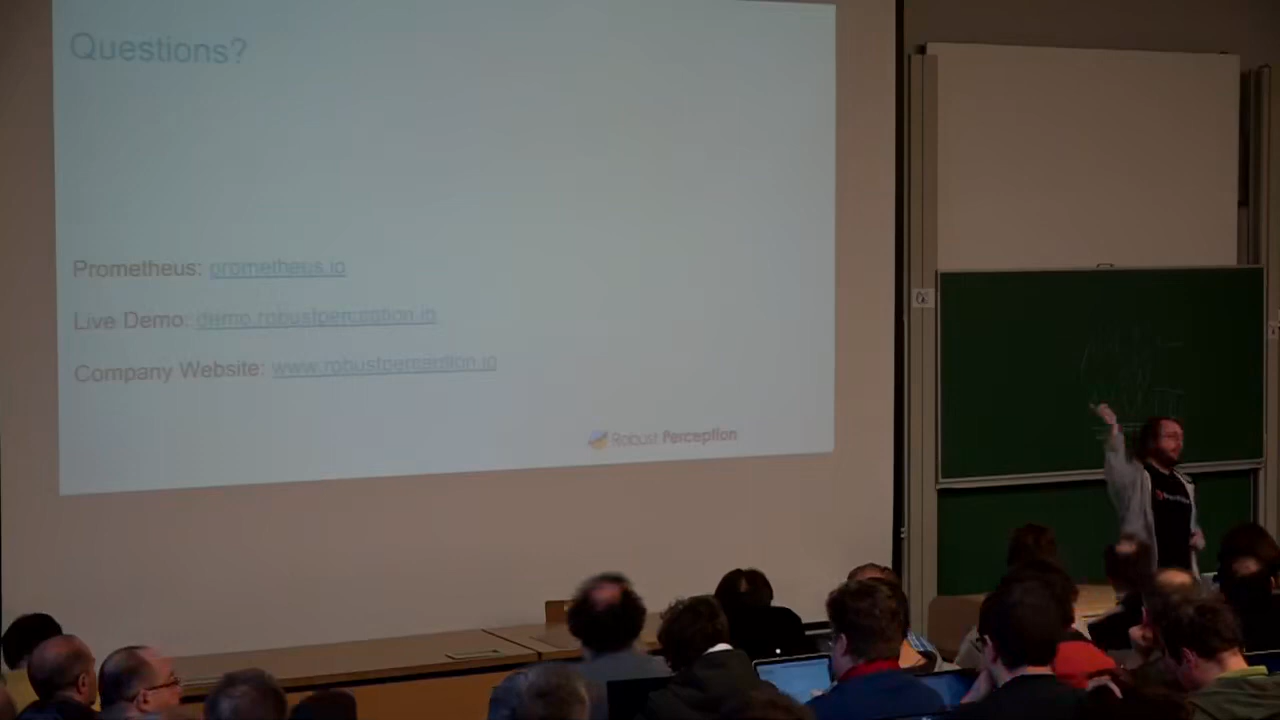 Questions?
Prometheus: prometheus.io
Live Demo: demo.robustperception.io
Company Website: www.robustperception.io
Robust Perception